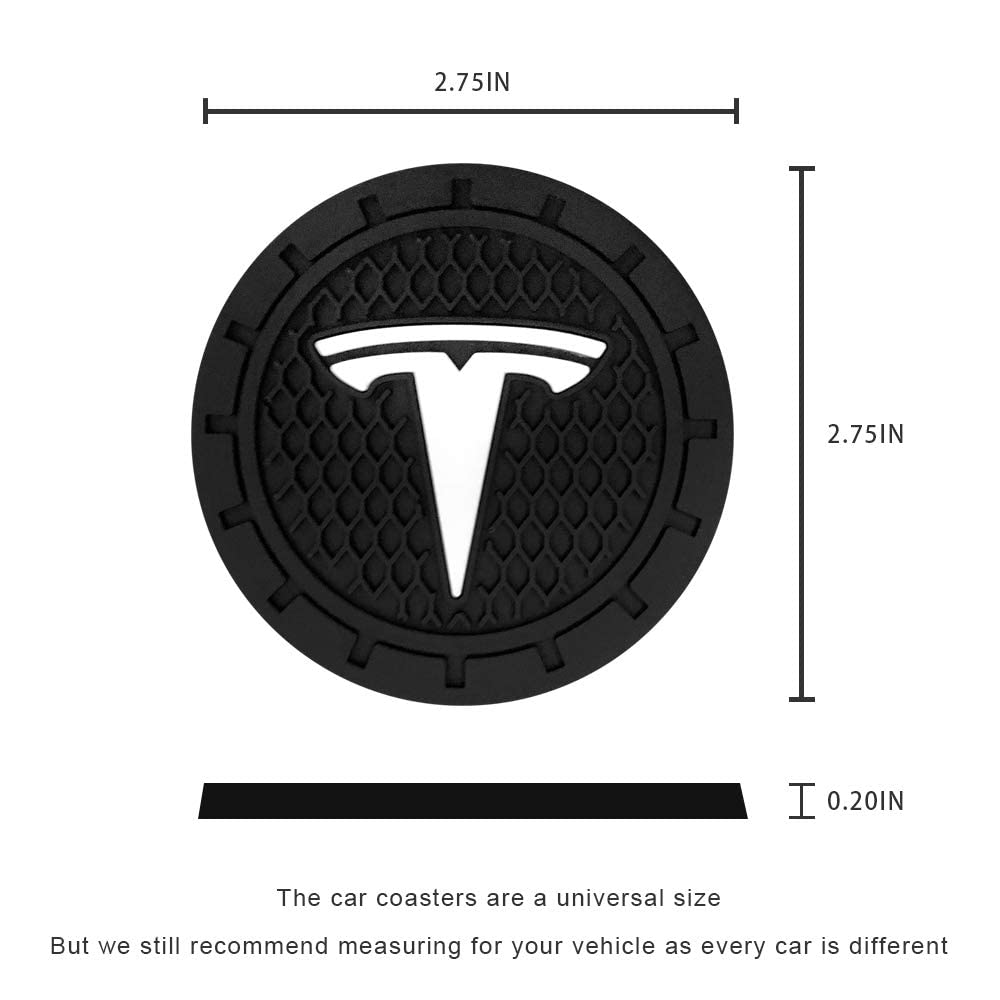 2.75IN
2.75IN
0.20IN
The car coasters are a universal size
But we still recommend measuring for your vehicle as every car is different